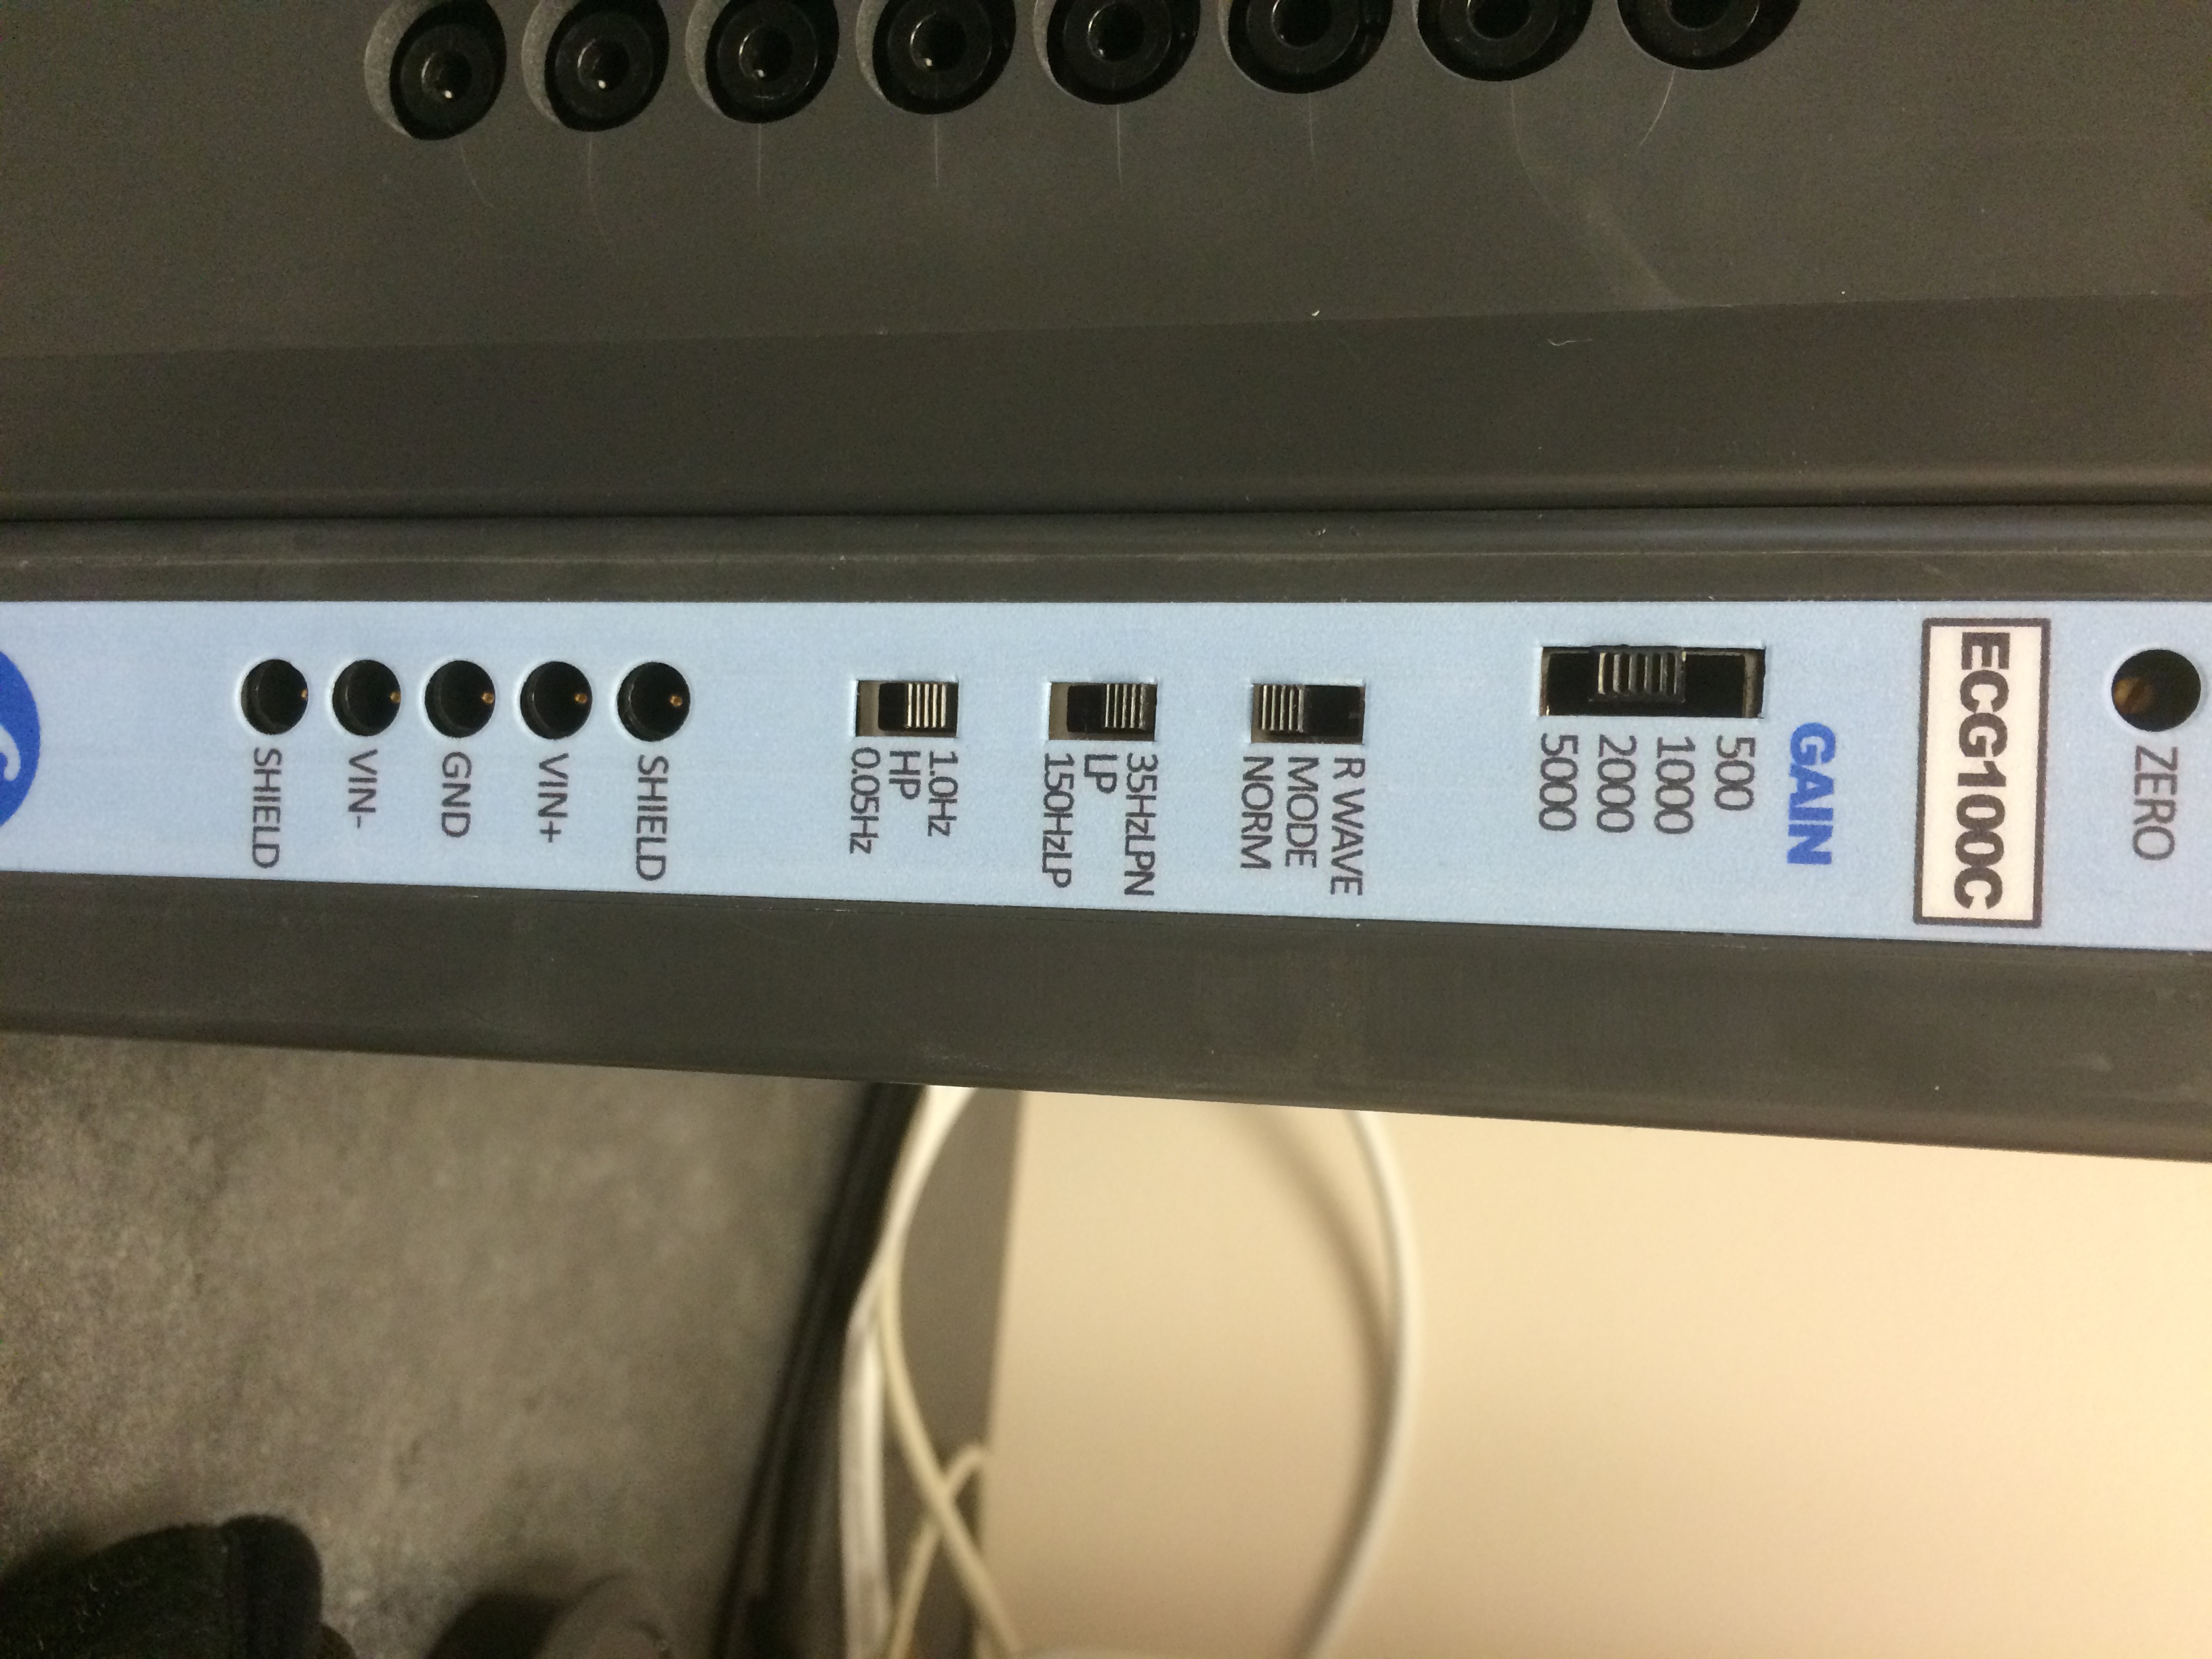 ZERO
ECG100C
GAIN
500
1000
2000
5000
R WAVE
MODE
NORM
35HzLPN
LP
150HzLP
1.0Hz
HP
0.05Hz
SHIELD
VIN+
GND
VIN-
SHIELD